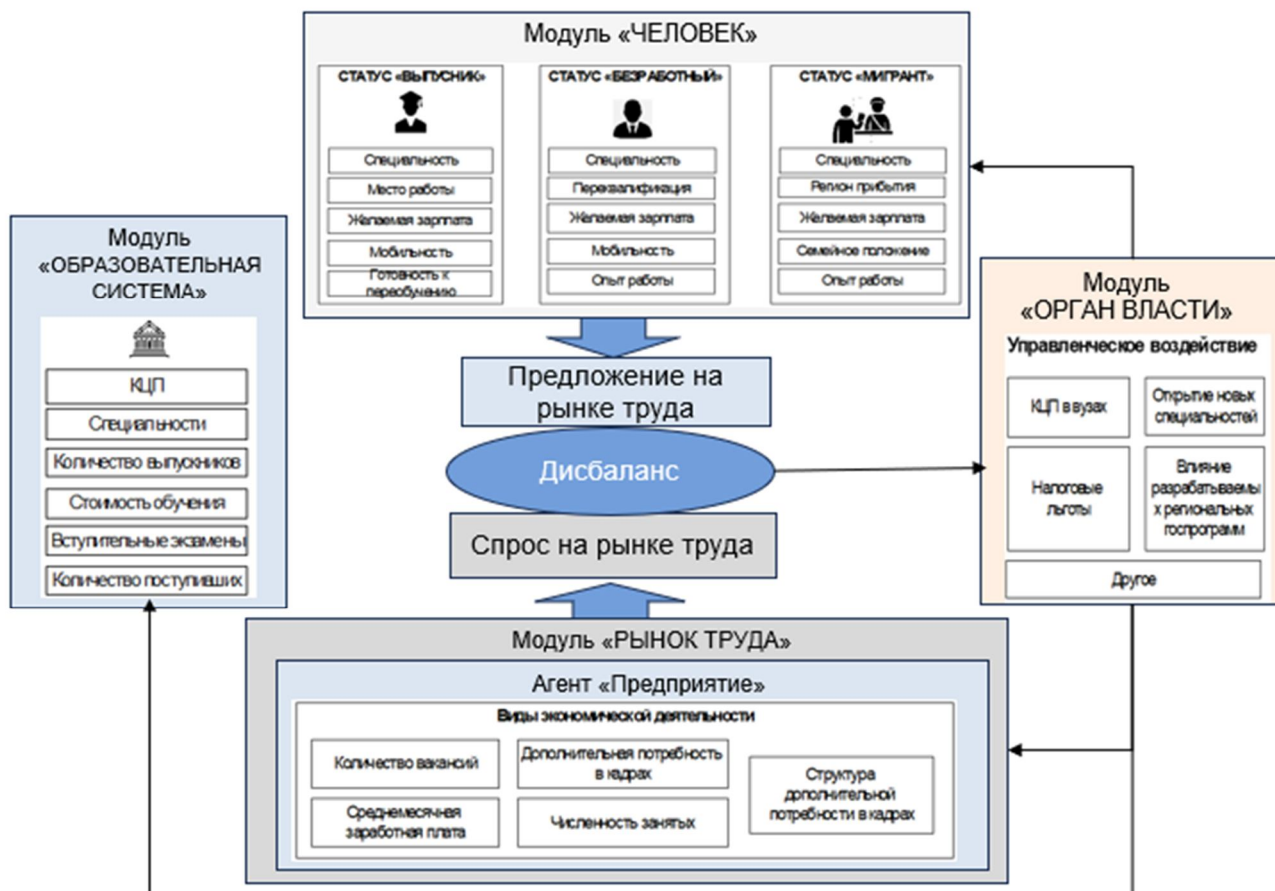 Модуль «ЧЕЛОВЕК»
СТАТУС «ВЫПУСНИК»
Специальность
Место работы
Желаемая зарплата
Мобильность
Готовность к
переобучению
СТАТУС «БЕЗРАБОТНЫЙ»
Специальность
Переквалификация
Желаемая зарплата
Мобильность
Опыт работы
СТАТУС «МИГРАНТ»
Специальность
Регион прибытия
Желаемая зарплата
Семейное положение
Опыт работы
Модуль
«ОБРАЗОВАТЕЛЬНАЯ
СИСТЕМА»
КЦП
Специальности
Количество выпускников
Стоимость обучения
Вступительные экзамены
Количество поступивших
Предложение на
рынке труда
Дисбаланс
Спрос на рынке труда
Модуль
«ОРГАН ВЛАСТИ»
Управленческое воздействие
КЦП в вузах
Открытие новых
специальностей
Налоговые
льготы
Влияние
разрабатываемы
х региональных
госпрограмм
Другое
Модуль «РЫНОК ТРУДА»
Агент «Предприятие»
Виды экономической деятельности
Количество вакансий
Дополнительная потребность
в кадрах
Структура
дополнительной
потребности в кадрах
Среднемесячная
заработная плата
Численность занятых